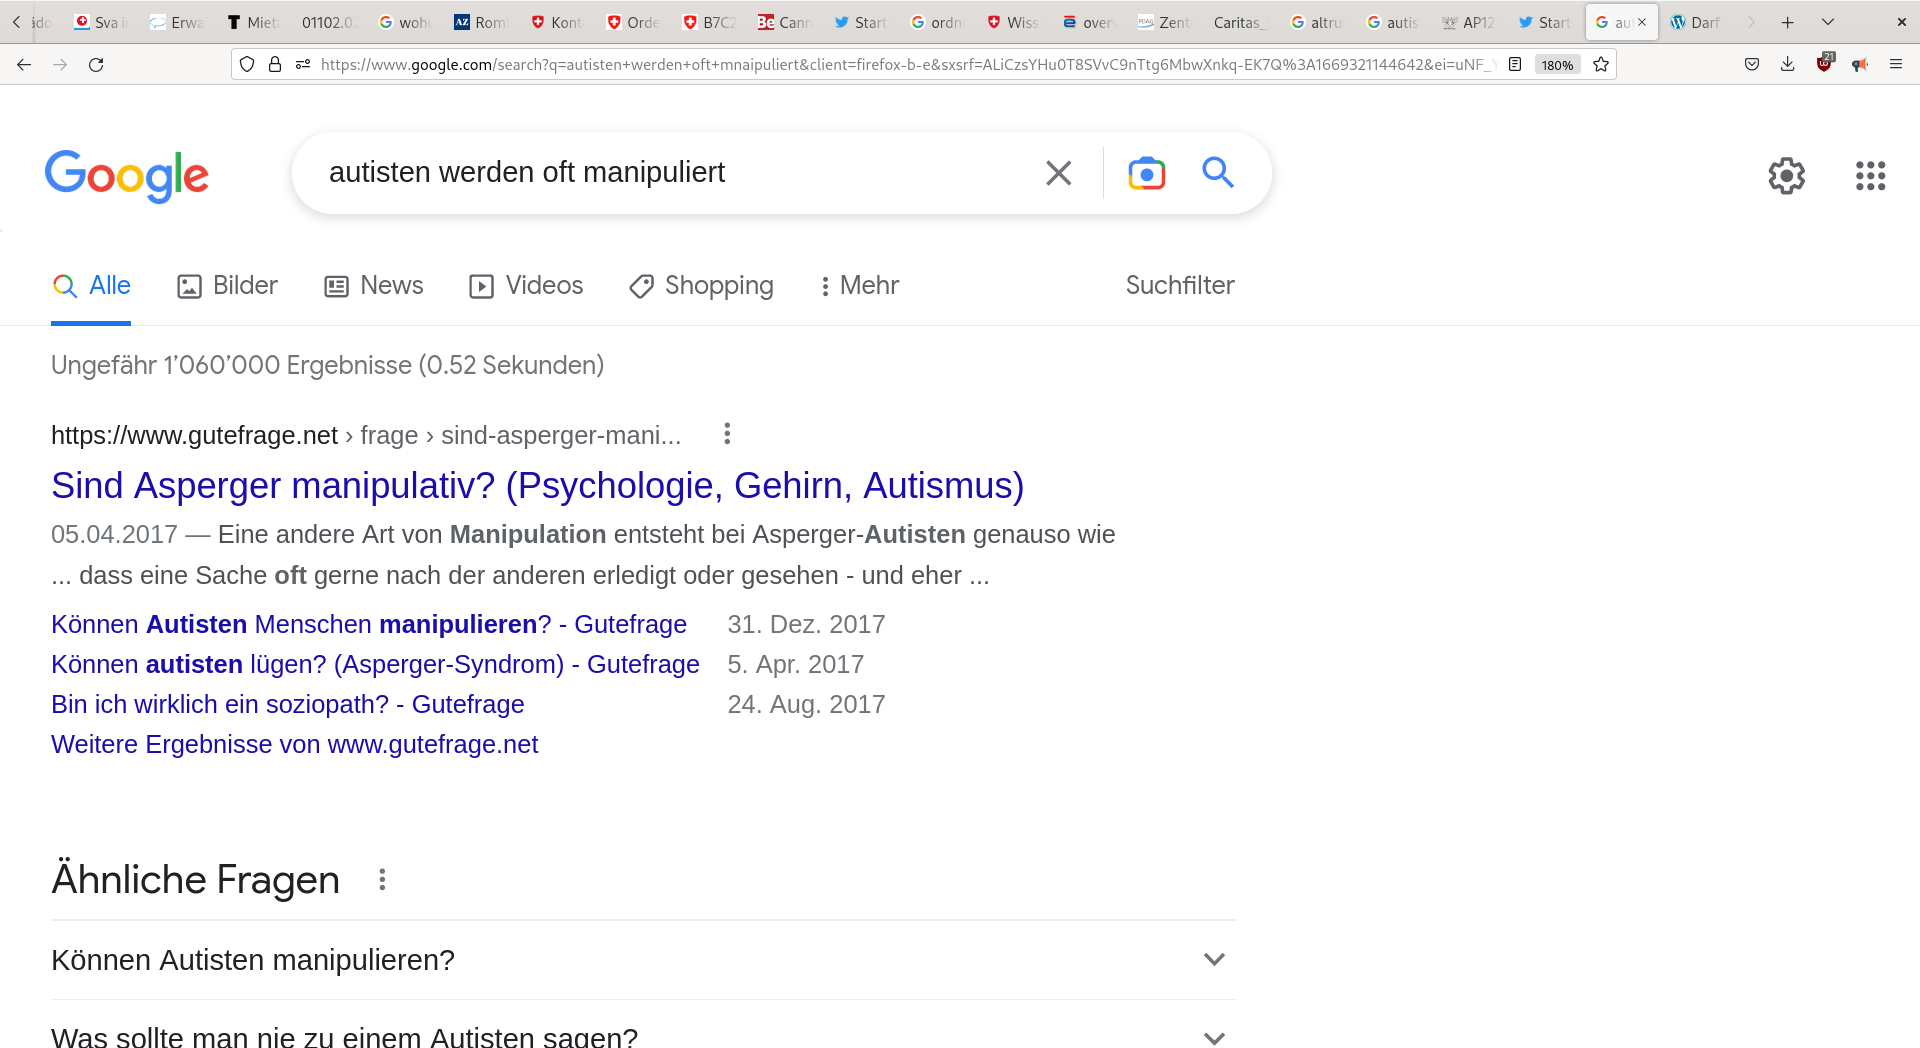 Sva
Erwa
Miet
01102.0
woh
AZ Rom
Kont
Orde
B7C2
Be Cann
Start
ordn
Wiss
over
Zent
Caritas_
altru
autis
AP12
Start
au
Darf
https://www.google.com/search?q=autisten+werden+oft+mnaipuliert&client=firefox-b-e&sxsrf=ALiCzsYHu0T8SVvC9nTtg6MbwXnkq-EK7Q%3A1669321144642&ei=uNF_Y
180%
21
Google
autisten werden oft manipuliert
Alle
Bilder
News
Videos
Shopping
Mehr
Suchfilter
Ungefähr 1’060’000 Ergebnisse (0.52 Sekunden)
https://www.gutefrage.net › frage › sind-asperger-mani...
Sind Asperger manipulativ? (Psychologie, Gehirn, Autismus)
05.04.2017 — Eine andere Art von Manipulation entsteht bei Asperger-Autisten genauso wie
... dass eine Sache oft gerne nach der anderen erledigt oder gesehen - und eher ...
Können Autisten Menschen manipulieren? - Gutefrage 31. Dez. 2017
Können autisten lügen? (Asperger-Syndrom) - Gutefrage 5. Apr. 2017
Bin ich wirklich ein soziopath? - Gutefrage 24. Aug. 2017
Weitere Ergebnisse von www.gutefrage.net
Ähnliche Fragen
Können Autisten manipulieren?
Was sollte man nie zu einem Autisten sagen?